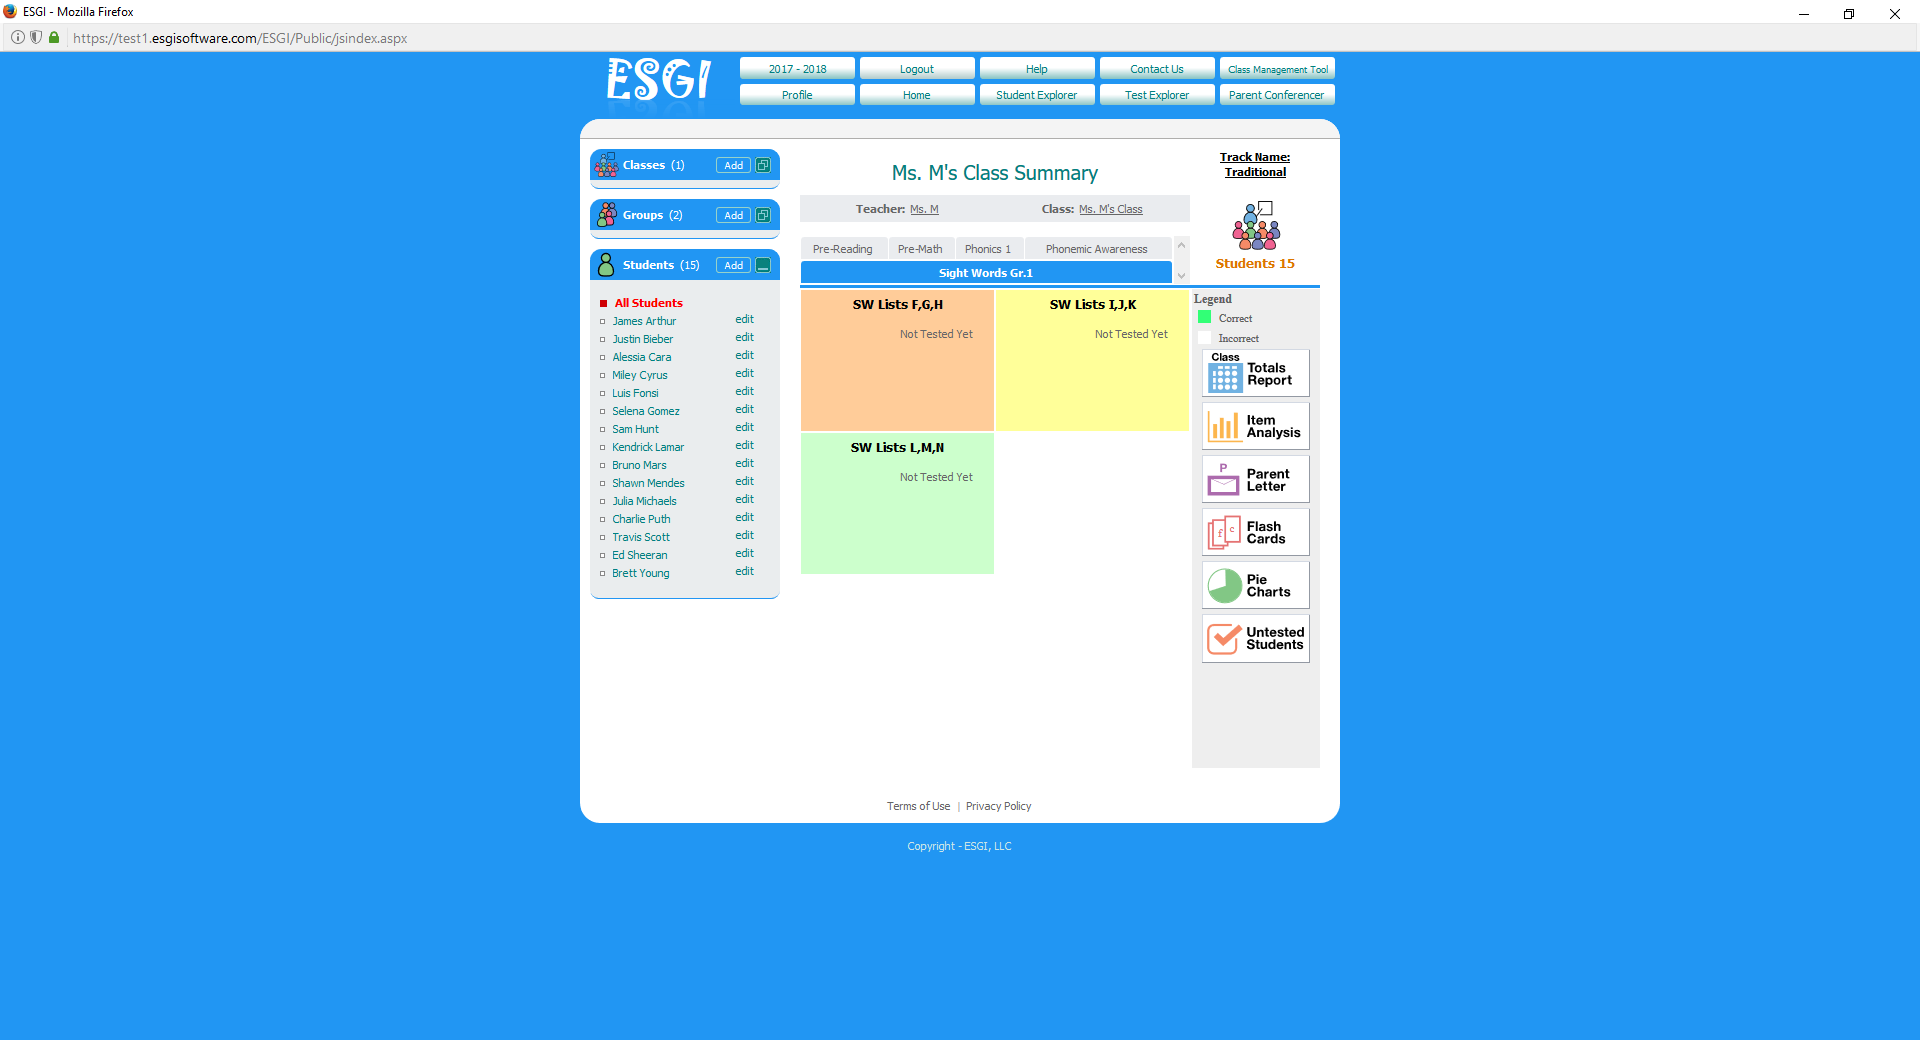 ESGI - Mozilla Firefox
https://test1.esgisoftware.com/ESGI/Public/jsindex.aspx
ESGI
2017 - 2018 Logout Help Contact Us Class Management Tool
Profile Home Student Explorer Test Explorer Parent Conferencer
Classes (1) Add
Groups (2) Add
Students (15) Add
All Students
James Arthur edit
Justin Bieber edit
Alessia Cara edit
Miley Cyrus edit
Luis Fonsi edit
Selena Gomez edit
Sam Hunt edit
Kendrick Lamar edit
Bruno Mars edit
Shawn Mendes edit
Julia Michaels edit
Charlie Puth edit
Travis Scott edit
Ed Sheeran edit
Brett Young edit
Ms. M's Class Summary
Teacher: Ms. M Class: Ms. M's Class
Pre-Reading Pre-Math Phonics 1 Phonemic Awareness
Sight Words Gr.1
SW Lists F,G,H
Not Tested Yet
SW Lists I,J,K
Not Tested Yet
SW Lists L,M,N
Not Tested Yet
Track Name:
Traditional
Students 15
Legend
Correct
Incorrect
Class
Totals
Report
Item
Analysis
P
Parent
Letter
f c
Flash
Cards
Pie
Charts
Untested
Students
Terms of Use | Privacy Policy
Copyright - ESGI, LLC